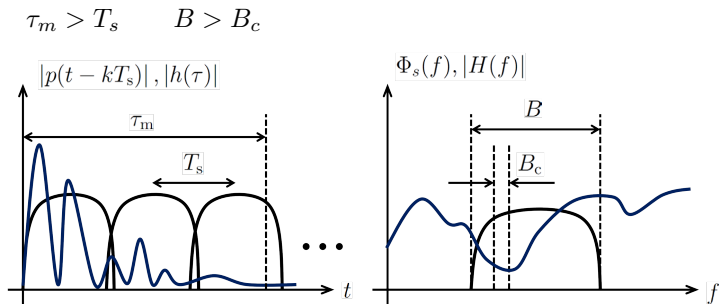 τ_m > T_s    B > B_c
|p(t − kT_s)|, |h(τ)|
Φ_s(f), |H(f)|
τ_m
B
T_s
B_c
• • •
t
f